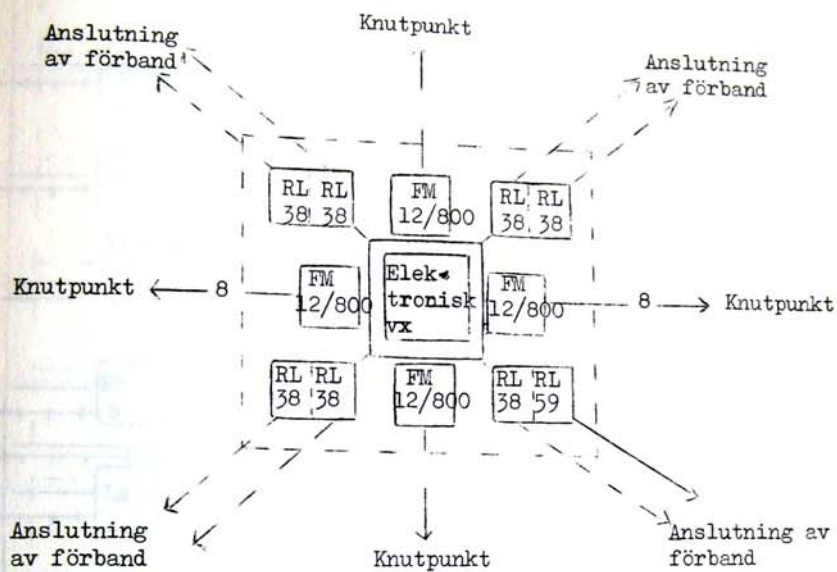 Knutpunkt
Anslutning
av förband
Anslutning
av förband
RL RL
38 38
FM
12/800
RL RL
38 38
Knutpunkt
8
FM
12/800
Elek-
tronisk
vx
FM
12/800
8
Knutpunkt
RL RL
38 38
FM
12/800
RL RL
38 59
Anslutning
av förband
Knutpunkt
Anslutning av
förband